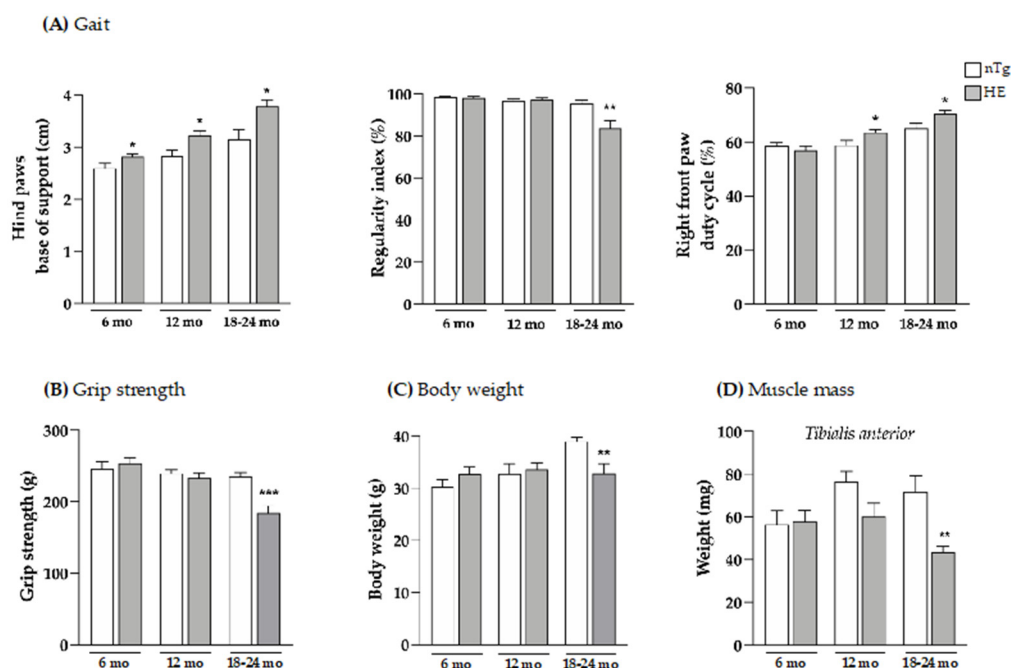 (A) Gait
nTg
HE
Hind paws
base of support (cm)
4
3
2
1
0
*
*
*
6 mo 12 mo 18-24 mo
Regularity index (%)
100
80
60
40
20
0
**
6 mo 12 mo 18-24 mo
Right front paw
duty cycle (%)
80
60
40
20
0
*
*
6 mo 12 mo 18-24 mo
(B) Grip strength
Grip strength (g)
300
200
100
0
***
6 mo 12 mo 18-24 mo
(C) Body weight
Body weight (g)
40
30
20
10
0
**
6 mo 12 mo 18-24 mo
(D) Muscle mass
Tibialis anterior
Weight (mg)
100
80
60
40
20
0
**
6 mo 12 mo 18-24 mo